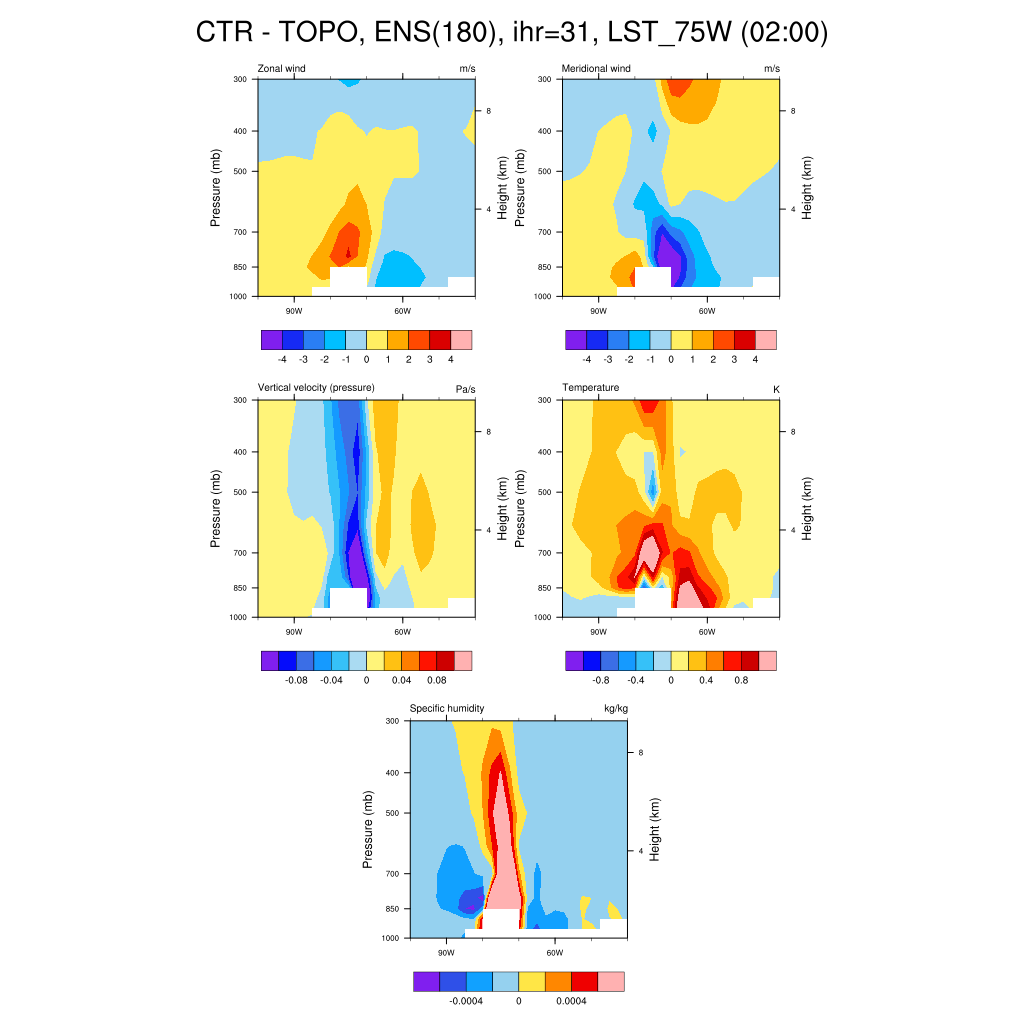 CTR - TOPO, ENS(180), ihr=31, LST_75W (02:00)
Zonal wind m/s
Pressure (mb)
Height (km)
300
400
500
700
850
1000
8
4
90W 60W
-4 -3 -2 -1 0 1 2 3 4
Meridional wind m/s
Pressure (mb)
Height (km)
300
400
500
700
850
1000
8
4
90W 60W
-4 -3 -2 -1 0 1 2 3 4
Vertical velocity (pressure) Pa/s
Pressure (mb)
Height (km)
300
400
500
700
850
1000
8
4
90W 60W
-0.08 -0.04 0 0.04 0.08
Temperature K
Pressure (mb)
Height (km)
300
400
500
700
850
1000
8
4
90W 60W
-0.8 -0.4 0 0.4 0.8
Specific humidity kg/kg
Pressure (mb)
Height (km)
300
400
500
700
850
1000
8
4
90W 60W
-0.0004 0 0.0004